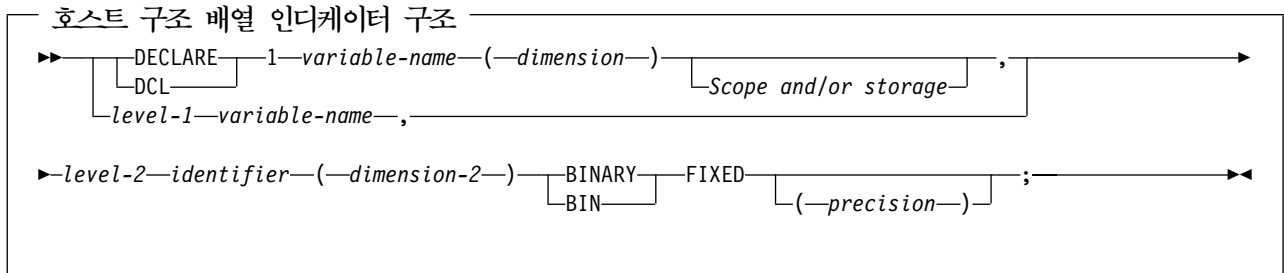 호스트 구조 배열 인디케이터 구조
DECLARE 1 variable-name ( dimension ) ,
DCL Scope and/or storage
level-1 variable-name ,
level-2 identifier ( dimension-2 ) BINARY FIXED ;
BIN ( precision )